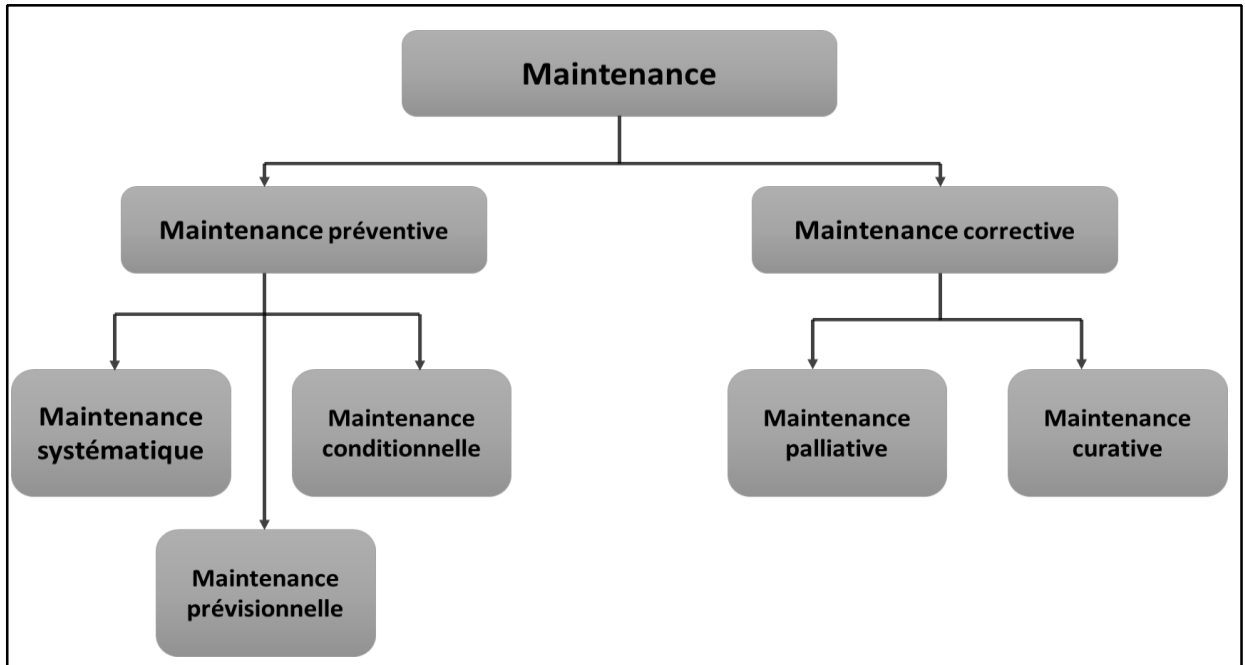 Maintenance
Maintenance préventive
Maintenance corrective
Maintenance
systématique
Maintenance
conditionnelle
Maintenance
palliative
Maintenance
curative
Maintenance
prévisionnelle